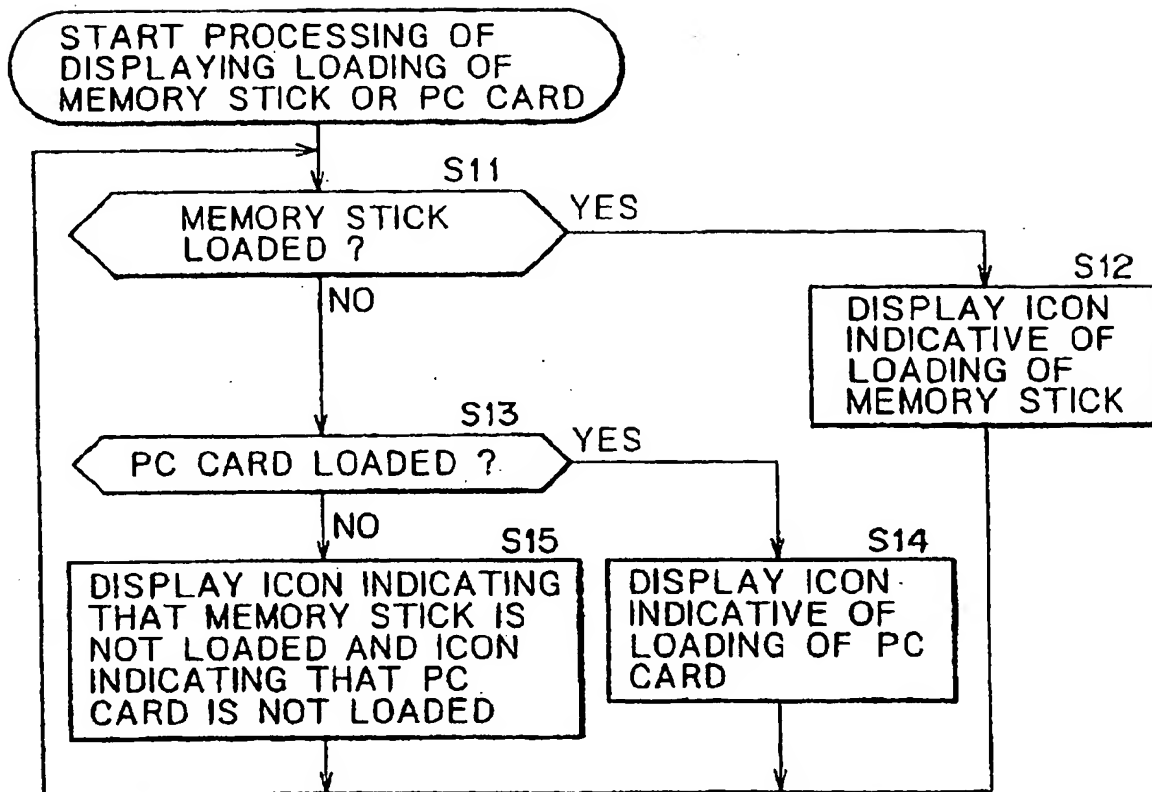 START PROCESSING OF
DISPLAYING LOADING OF
MEMORY STICK OR PC CARD
S11
MEMORY STICK
LOADED ?
YES
NO
S12
DISPLAY ICON
INDICATIVE OF
LOADING OF
MEMORY STICK
S13
PC CARD LOADED ?
YES
NO
S15
DISPLAY ICON INDICATING
THAT MEMORY STICK IS
NOT LOADED AND ICON
INDICATING THAT PC
CARD IS NOT LOADED
S14
DISPLAY ICON
INDICATIVE OF
LOADING OF PC
CARD